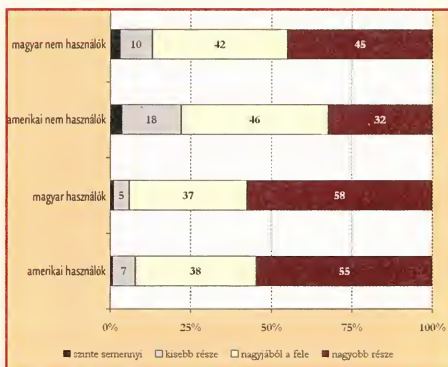 magyar nem használók 10 42 45
amerikai nem használók 18 46 32
magyar használók 5 37 58
amerikai használók 7 38 55
0% 25% 50% 75% 100%
szinte semennyi kisebb része nagyjából a fele nagyobb része